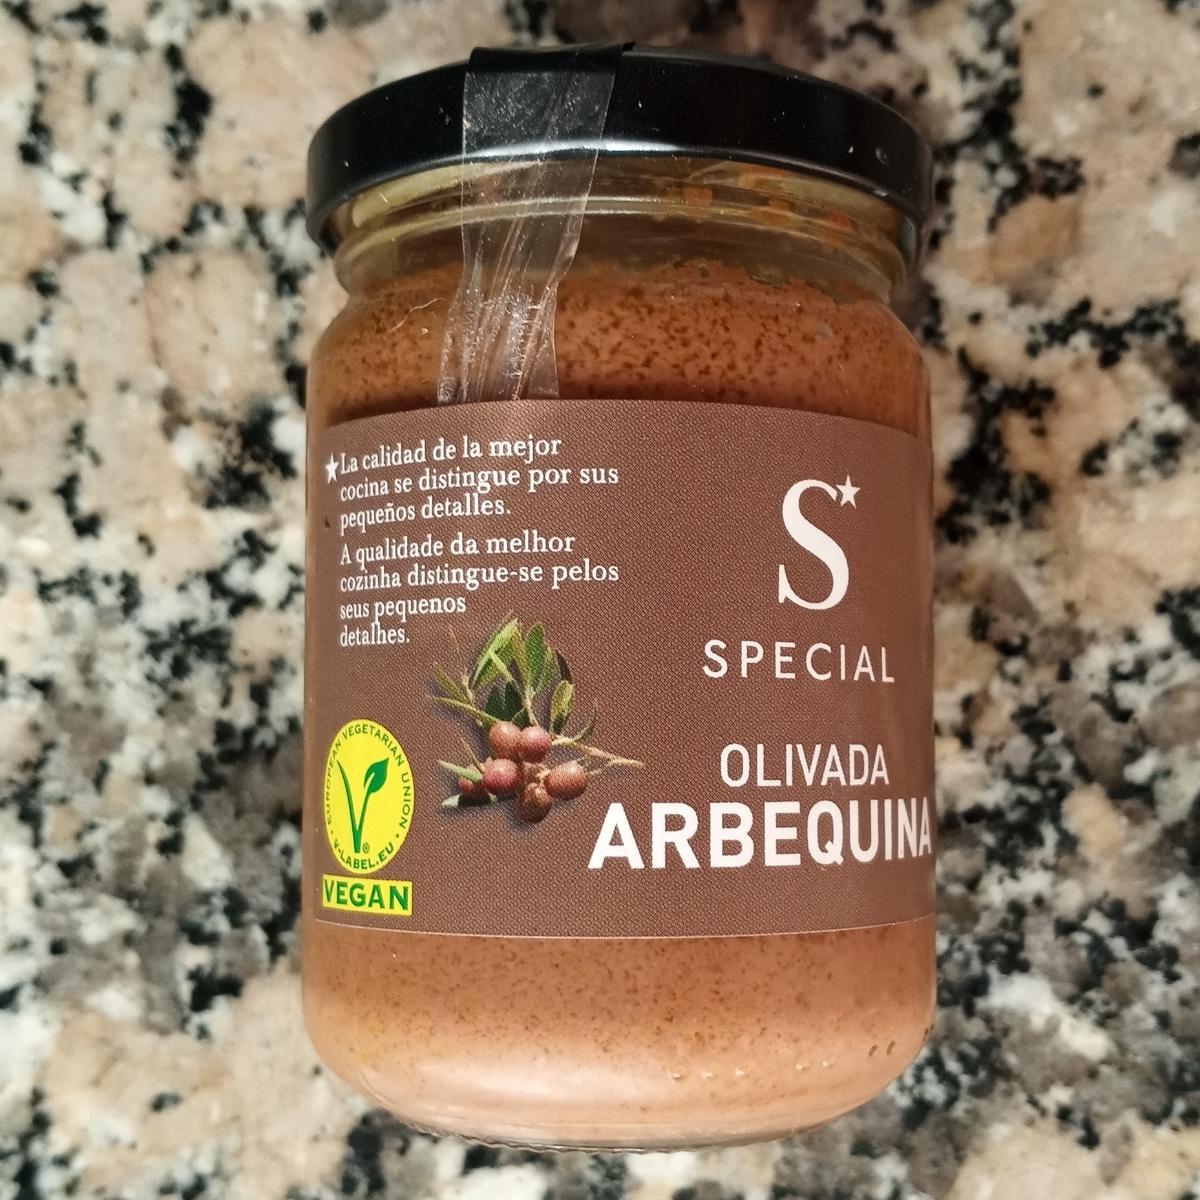 La calidad de la mejor
cocina se distingue por sus
pequeños detalles.
A qualidade da melhor
cozinha distingue-se pelos
seus pequenos
detalhes.
S
SPECIAL
OLIVADA
ARBEQUINA
EUROPEAN VEGETARIAN UNION
V-LABEL.EU
VEGAN